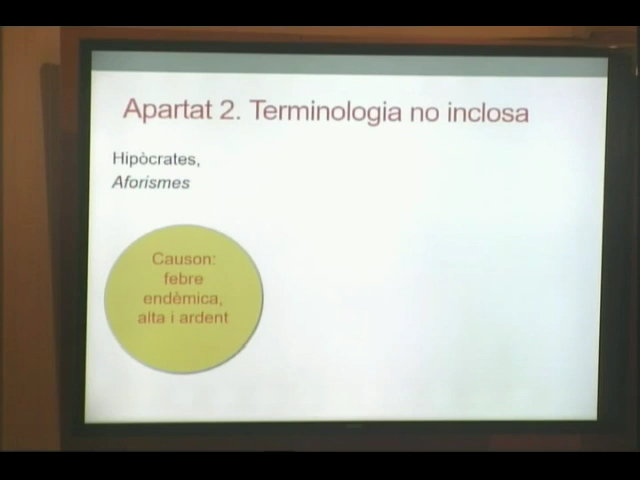 Apartat 2. Terminologia no inclosa
Hipòcrates,
Aforismes
Causon:
febre
endèmica,
alta i ardent